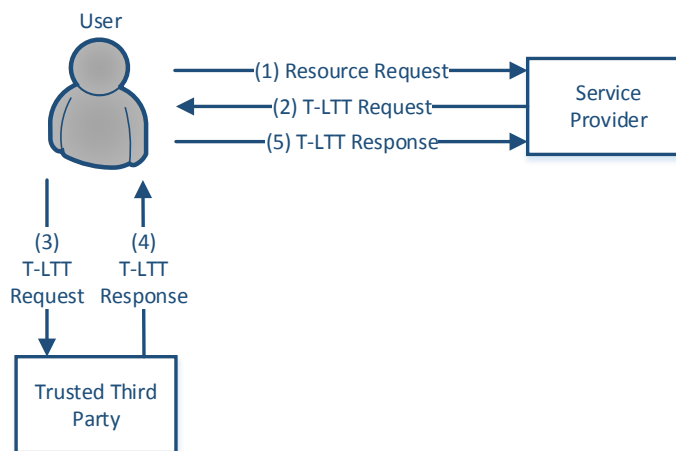 User
(1) Resource Request
(2) T-LTT Request
(5) T-LTT Response
Service
Provider
(3)
T-LTT
Request
(4)
T-LTT
Response
Trusted Third
Party